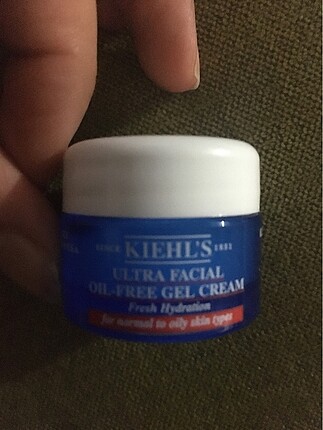 SINCE KIEHL'S 1851
ULTRA FACIAL
OIL-FREE GEL CREAM
Fresh Hydration
for normal to oily skin types